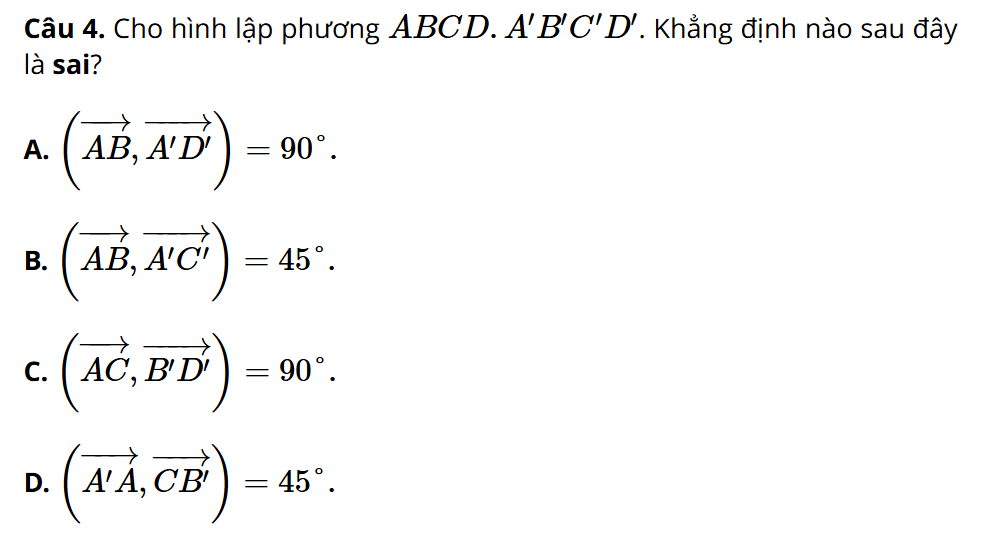 Câu 4. Cho hình lập phương $ABCD.A'B'C'D'$. Khẳng định nào sau đây
là sai?
A. $\left(\overrightarrow{AB}, \overrightarrow{A'D'}\right) = 90^\circ$.
B. $\left(\overrightarrow{AB}, \overrightarrow{A'C'}\right) = 45^\circ$.
C. $\left(\overrightarrow{AC}, \overrightarrow{B'D'}\right) = 90^\circ$.
D. $\left(\overrightarrow{A'A}, \overrightarrow{CB'}\right) = 45^\circ$.